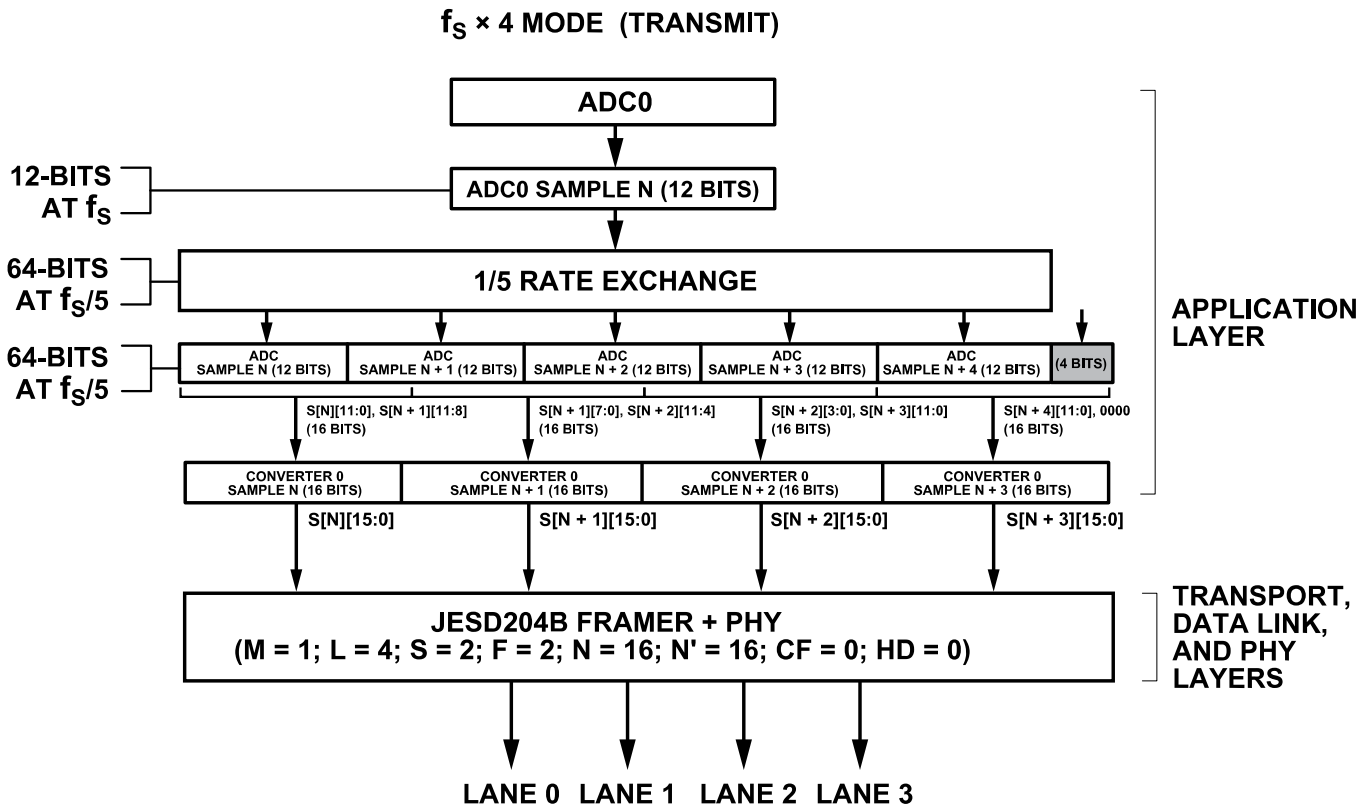 fS × 4 MODE (TRANSMIT)
ADC0
12-BITS
AT fS
ADC0 SAMPLE N (12 BITS)
64-BITS
AT fS/5
1/5 RATE EXCHANGE
APPLICATION
LAYER
64-BITS
AT fS/5
ADC
SAMPLE N (12 BITS)
ADC
SAMPLE N + 1 (12 BITS)
ADC
SAMPLE N + 2 (12 BITS)
ADC
SAMPLE N + 3 (12 BITS)
ADC
SAMPLE N + 4 (12 BITS)
(4 BITS)
S[N][11:0], S[N + 1][11:8]
(16 BITS)
S[N + 1][7:0], S[N + 2][11:4]
(16 BITS)
S[N + 2][3:0], S[N + 3][11:0]
(16 BITS)
S[N + 4][11:0], 0000
(16 BITS)
CONVERTER 0
SAMPLE N (16 BITS)
CONVERTER 0
SAMPLE N + 1 (16 BITS)
CONVERTER 0
SAMPLE N + 2 (16 BITS)
CONVERTER 0
SAMPLE N + 3 (16 BITS)
S[N][15:0]
S[N + 1][15:0]
S[N + 2][15:0]
S[N + 3][15:0]
JESD204B FRAMER + PHY
(M = 1; L = 4; S = 2; F = 2; N = 16; N' = 16; CF = 0; HD = 0)
TRANSPORT,
DATA LINK,
AND PHY
LAYERS
LANE 0
LANE 1
LANE 2
LANE 3